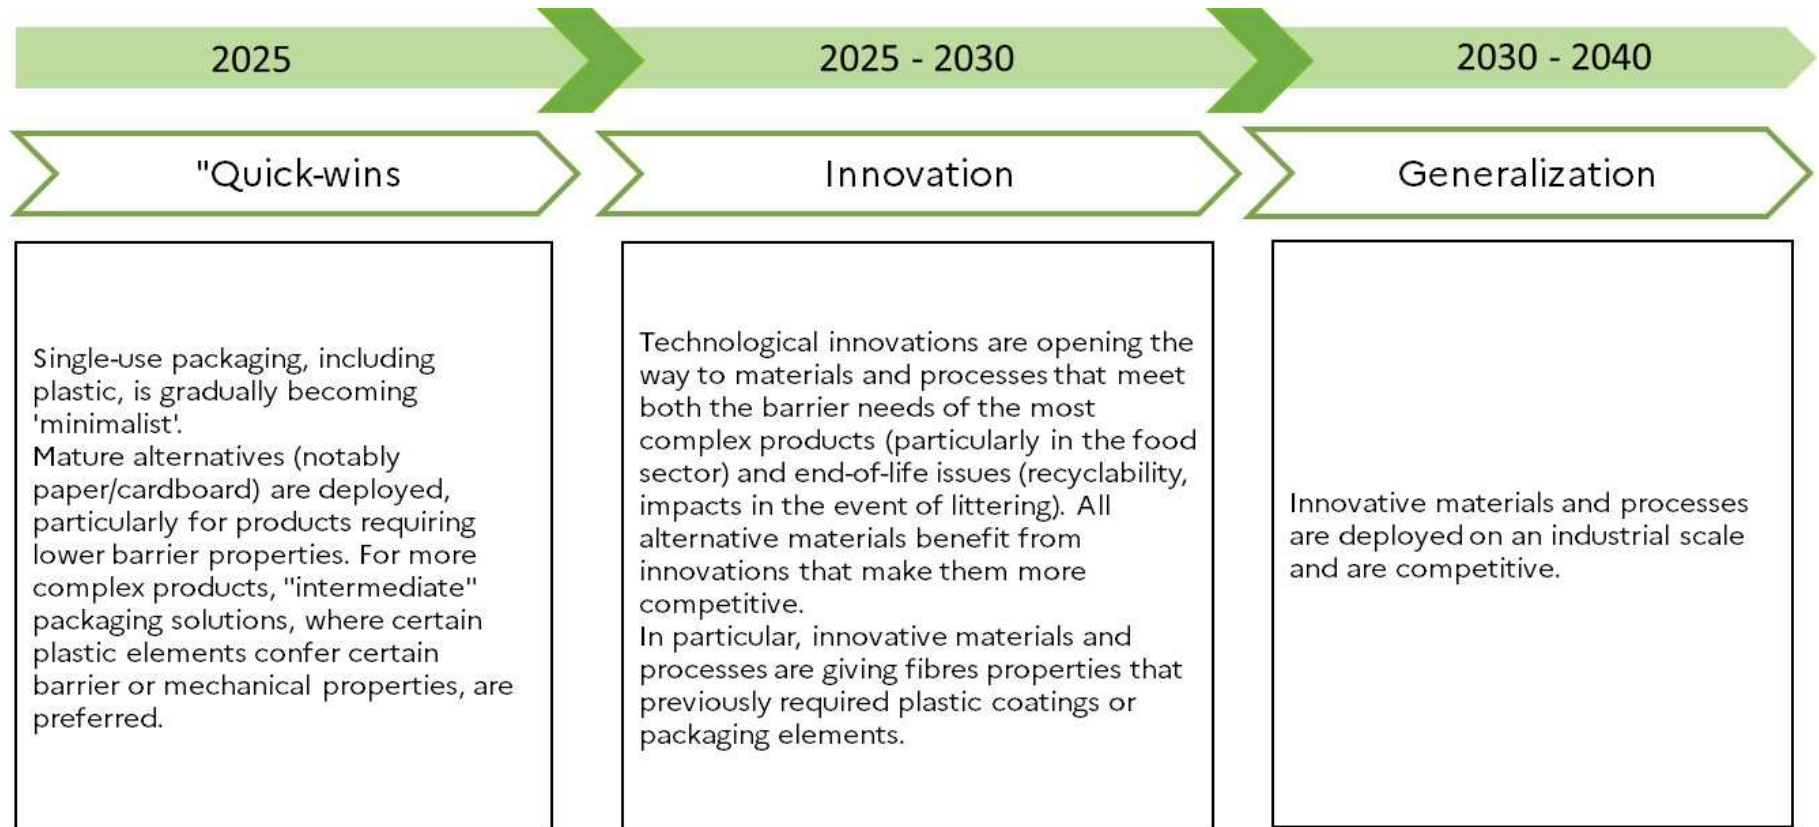 2025
2025 - 2030
2030 - 2040
"Quick-wins
Innovation
Generalization
Single-use packaging, including
plastic, is gradually becoming
'minimalist'.
Mature alternatives (notably
paper/cardboard) are deployed,
particularly for products requiring
lower barrier properties. For more
complex products, "intermediate"
packaging solutions, where certain
plastic elements confer certain
barrier or mechanical properties, are
preferred.
Technological innovations are opening the
way to materials and processes that meet
both the barrier needs of the most
complex products (particularly in the food
sector) and end-of-life issues (recyclability,
impacts in the event of littering). All
alternative materials benefit from
innovations that make them more
competitive.
In particular, innovative materials and
processes are giving fibres properties that
previously required plastic coatings or
packaging elements.
Innovative materials and processes
are deployed on an industrial scale
and are competitive.